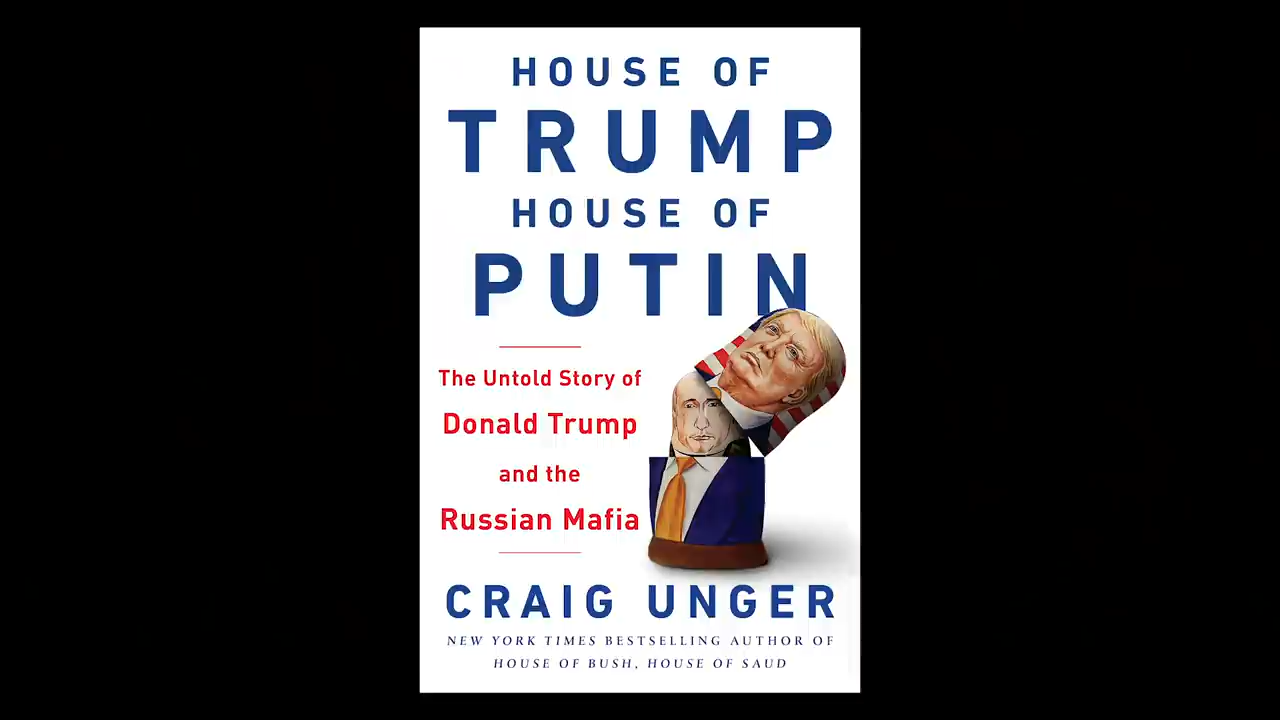 HOUSE OF
TRUMP
HOUSE OF
PUTIN
The Untold Story of
Donald Trump
and the
Russian Mafia
CRAIG UNGER
NEW YORK TIMES BESTSELLING AUTHOR OF
HOUSE OF BUSH, HOUSE OF SAUD